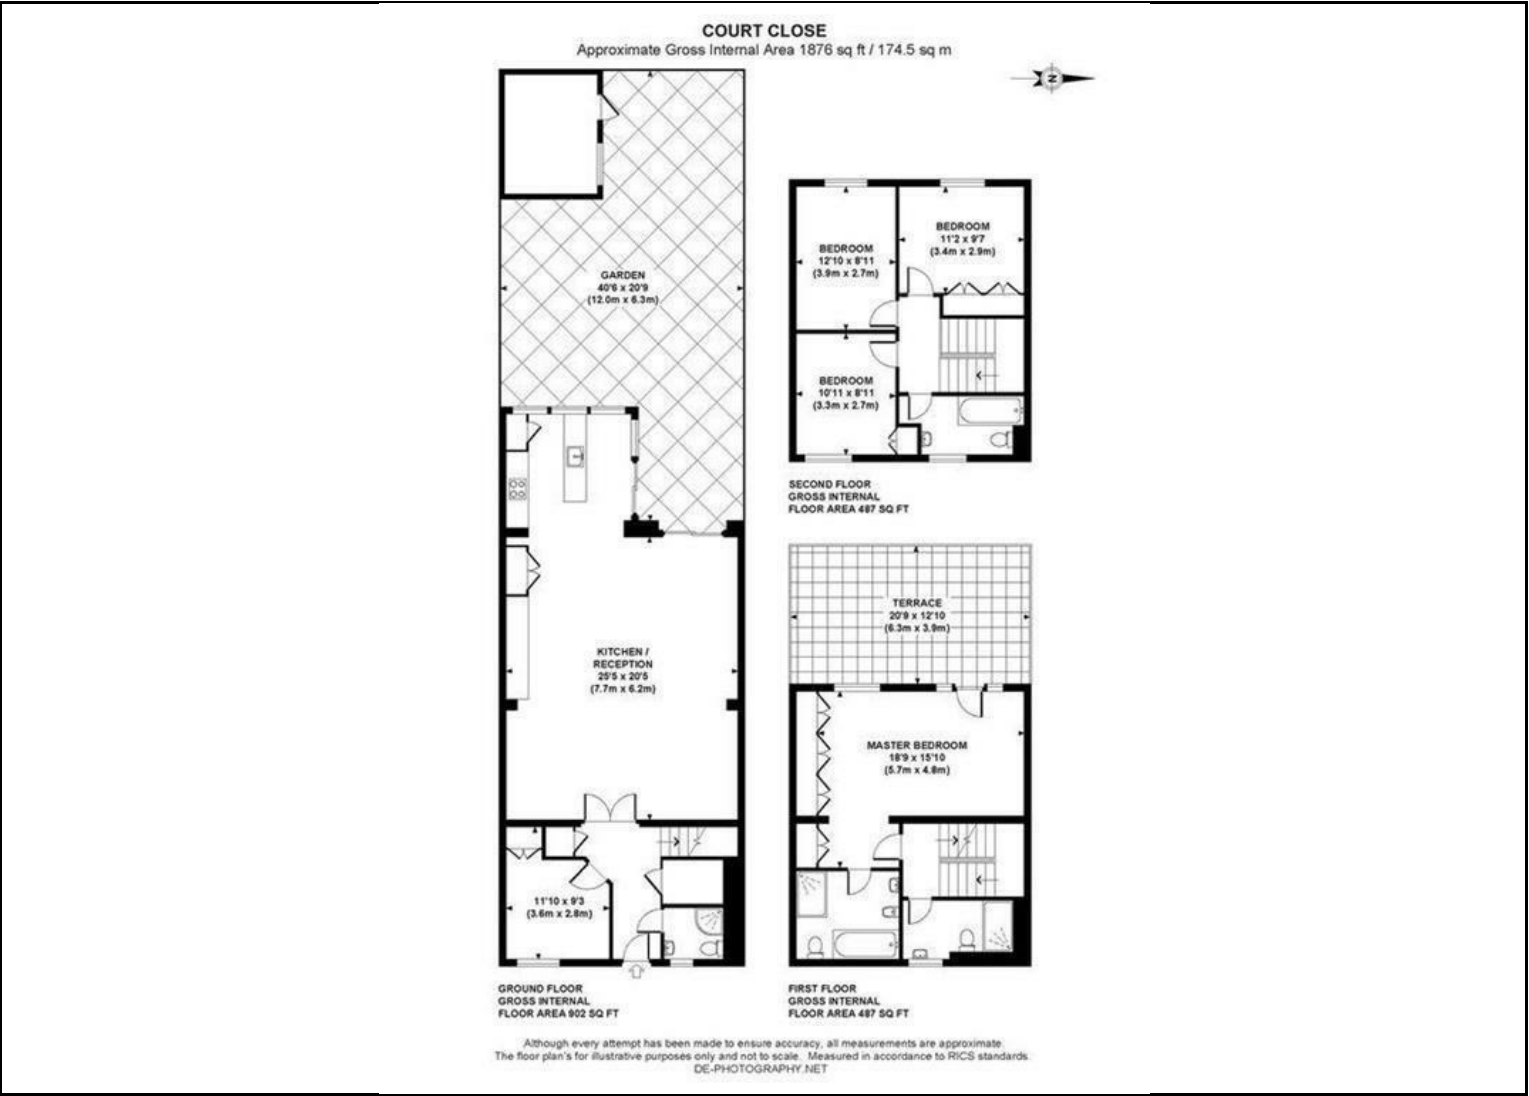 COURT CLOSE
Approximate Gross Internal Area 1876 sq ft / 174.5 sq m
N
GARDEN
40'6 x 20'9
(12.0m x 6.3m)
KITCHEN /
RECEPTION
25'5 x 20'5
(7.7m x 6.2m)
11'10 x 9'3
(3.6m x 2.8m)
GROUND FLOOR
GROSS INTERNAL
FLOOR AREA 902 SQ FT
BEDROOM
11'2 x 9'7
(3.4m x 2.9m)
BEDROOM
12'10 x 8'11
(3.9m x 2.7m)
BEDROOM
10'11 x 8'11
(3.3m x 2.7m)
SECOND FLOOR
GROSS INTERNAL
FLOOR AREA 487 SQ FT
TERRACE
20'9 x 12'10
(6.3m x 3.9m)
MASTER BEDROOM
18'9 x 15'10
(5.7m x 4.8m)
FIRST FLOOR
GROSS INTERNAL
FLOOR AREA 487 SQ FT
Although every attempt has been made to ensure accuracy, all measurements are approximate.
The floor plan's for illustrative purposes only and not to scale. Measured in accordance to RICS standards.
DE-PHOTOGRAPHY.NET